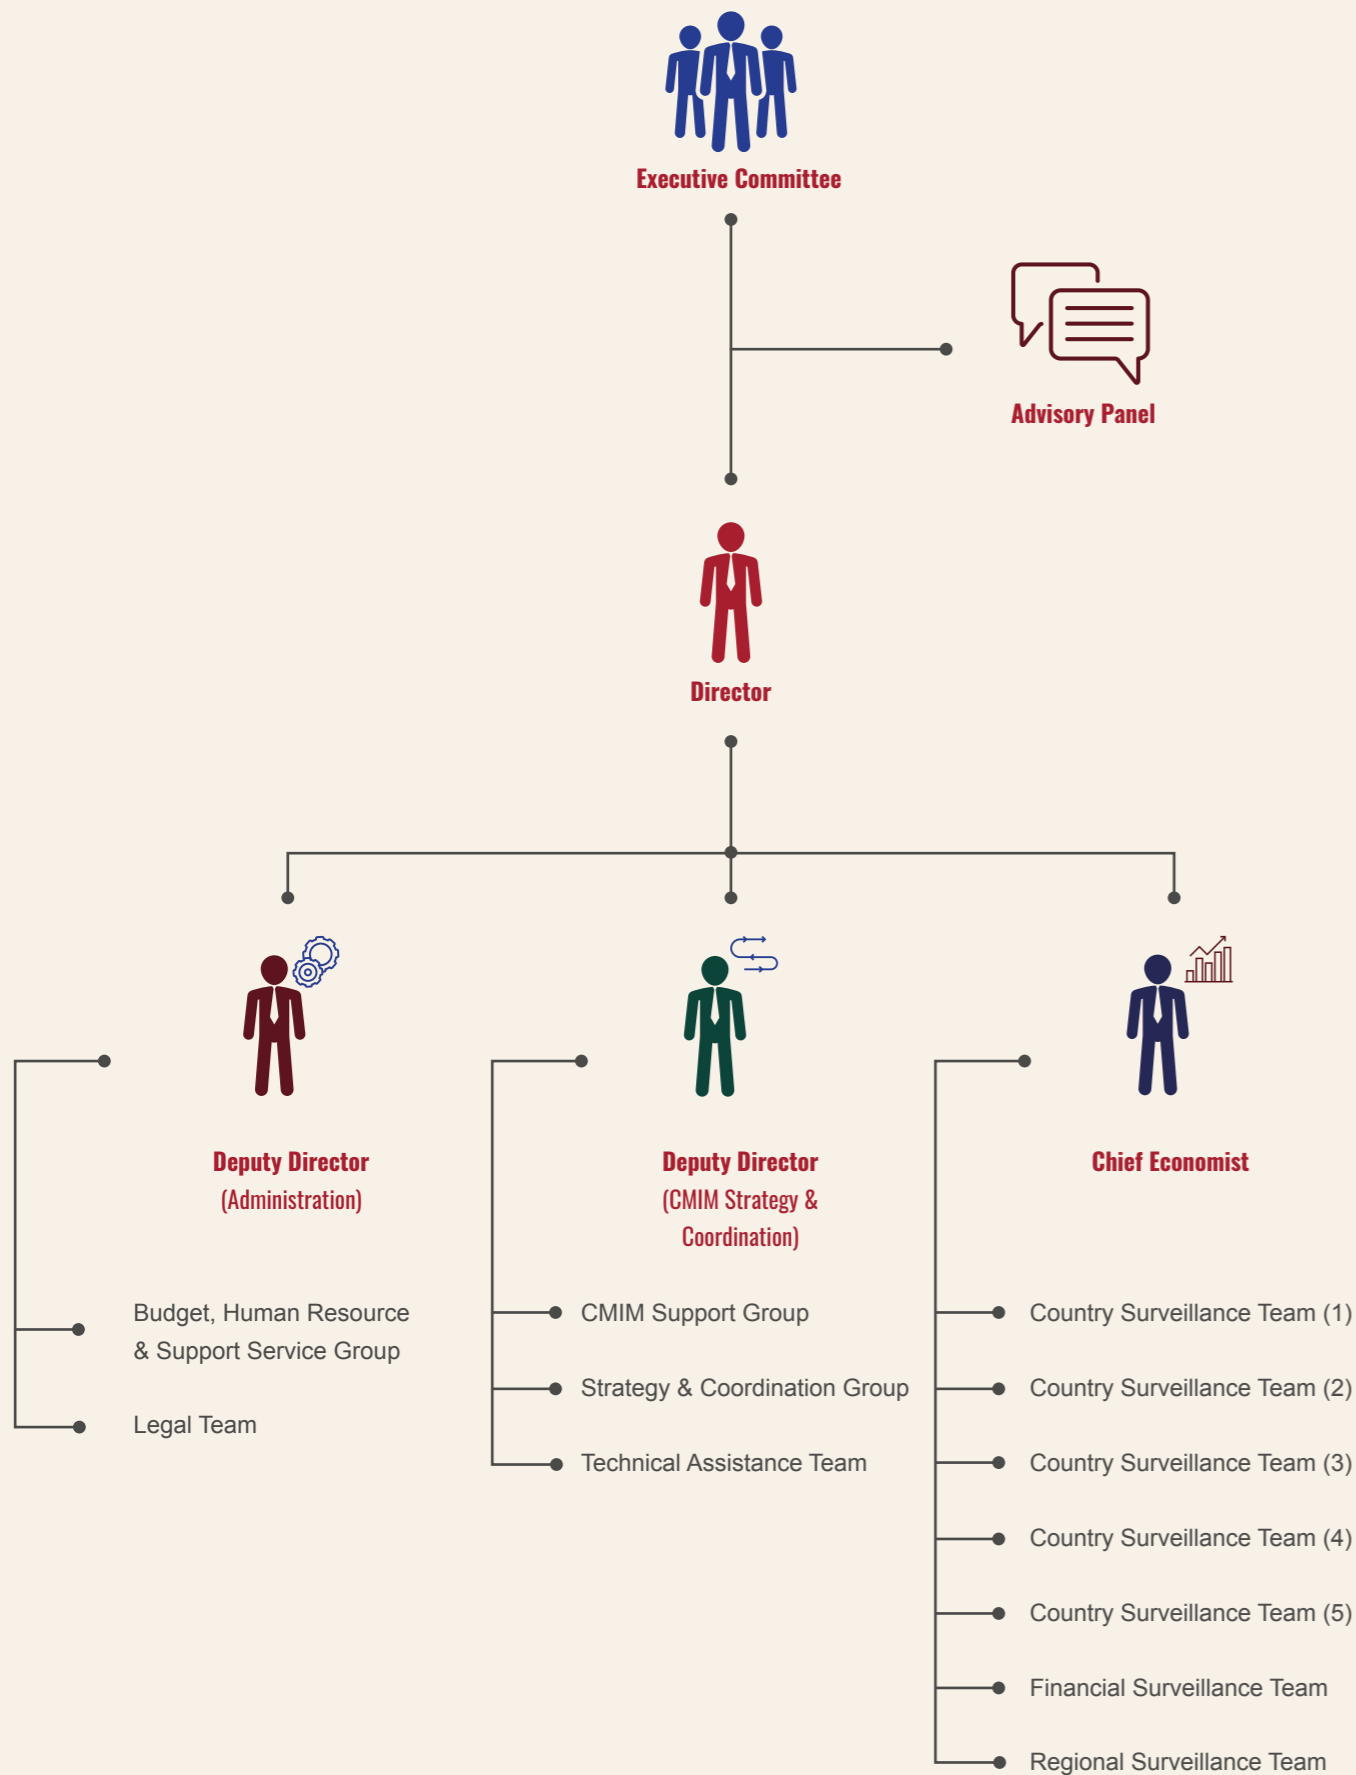 Executive Committee
Advisory Panel
Director
Deputy Director
(Administration)
Budget, Human Resource
& Support Service Group
Legal Team
Deputy Director
(CMIM Strategy &
Coordination)
CMIM Support Group
Strategy & Coordination Group
Technical Assistance Team
Chief Economist
Country Surveillance Team (1)
Country Surveillance Team (2)
Country Surveillance Team (3)
Country Surveillance Team (4)
Country Surveillance Team (5)
Financial Surveillance Team
Regional Surveillance Team